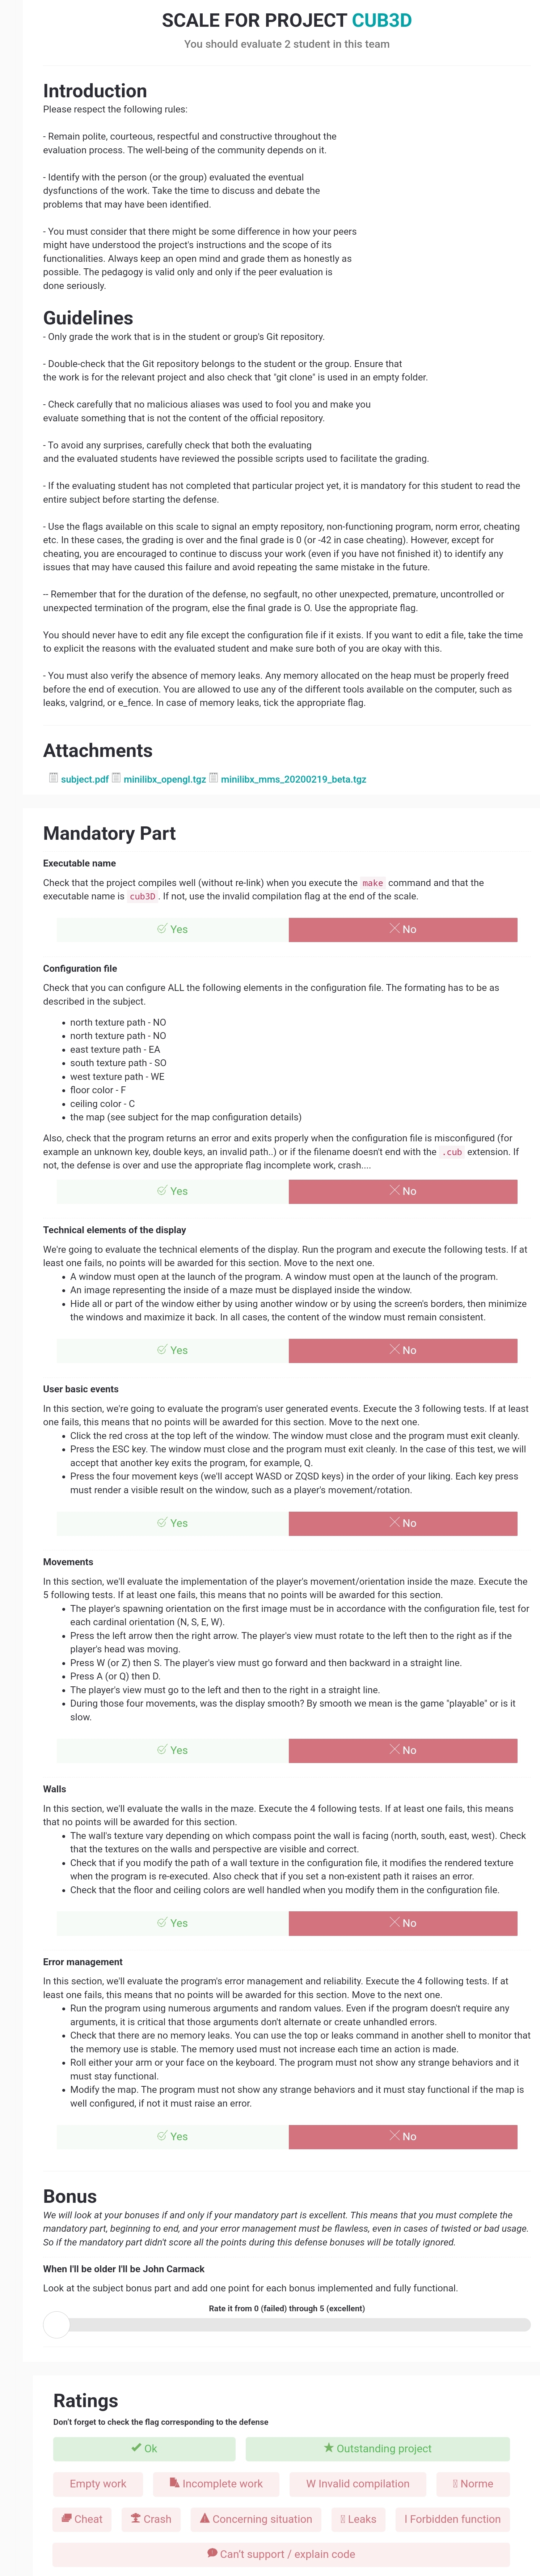 SCALE FOR PROJECT CUB3D
You should evaluate 2 student in this team
Introduction
Please respect the following rules:
- Remain polite, courteous, respectful and constructive throughout the
evaluation process. The well-being of the community depends on it.
- Identify with the person (or the group) evaluated the eventual
dysfunctions of the work. Take the time to discuss and debate the
problems that may have been identified.
- You must consider that there might be some difference in how your peers
might have understood the project's instructions and the scope of its
functionalities. Always keep an open mind and grade them as honestly as
possible. The pedagogy is valid only and only if the peer evaluation is
done seriously.
Guidelines
- Only grade the work that is in the student or group's Git repository.
- Double-check that the Git repository belongs to the student or the group. Ensure that
the work is for the relevant project and also check that "git clone" is used in an empty folder.
- Check carefully that no malicious aliases was used to fool you and make you
evaluate something that is not the content of the official repository.
- To avoid any surprises, carefully check that both the evaluating
and the evaluated students have reviewed the possible scripts used to facilitate the grading.
- If the evaluating student has not completed that particular project yet, it is mandatory for this student to read the
entire subject before starting the defense.
- Use the flags available on this scale to signal an empty repository, non-functioning program, norm error, cheating
etc. In these cases, the grading is over and the final grade is 0 (or -42 in case cheating). However, except for
cheating, you are encouraged to continue to discuss your work (even if you have not finished it) to identify any
issues that may have caused this failure and avoid repeating the same mistake in the future.
-- Remember that for the duration of the defense, no segfault, no other unexpected, premature, uncontrolled or
unexpected termination of the program, else the final grade is O. Use the appropriate flag.
You should never have to edit any file except the configuration file if it exists. If you want to edit a file, take the time
to explicit the reasons with the evaluated student and make sure both of you are okay with this.
- You must also verify the absence of memory leaks. Any memory allocated on the heap must be properly freed
before the end of execution. You are allowed to use any of the different tools available on the computer, such as
leaks, valgrind, or e_fence. In case of memory leaks, tick the appropriate flag.
Attachments
subject.pdf minilibx_opengl.tgz minilibx_mms_20200219_beta.tgz
Mandatory Part
Executable name
Check that the project compiles well (without re-link) when you execute the make command and that the
executable name is cub3D. If not, use the invalid compilation flag at the end of the scale.
Yes No
Configuration file
Check that you can configure ALL the following elements in the configuration file. The formating has to be as
described in the subject.
• north texture path - NO
• north texture path - NO
• east texture path - EA
• south texture path - SO
• west texture path - WE
• floor color - F
• ceiling color - C
• the map (see subject for the map configuration details)
Also, check that the program returns an error and exits properly when the configuration file is misconfigured (for
example an unknown key, double keys, an invalid path..) or if the filename doesn't end with the .cub extension. If
not, the defense is over and use the appropriate flag incomplete work, crash....
Yes No
Technical elements of the display
We're going to evaluate the technical elements of the display. Run the program and execute the following tests. If at
least one fails, no points will be awarded for this section. Move to the next one.
• A window must open at the launch of the program. A window must open at the launch of the program.
• An image representing the inside of a maze must be displayed inside the window.
• Hide all or part of the window either by using another window or by using the screen's borders, then minimize
the windows and maximize it back. In all cases, the content of the window must remain consistent.
Yes No
User basic events
In this section, we're going to evaluate the program's user generated events. Execute the 3 following tests. If at least
one fails, this means that no points will be awarded for this section. Move to the next one.
• Click the red cross at the top left of the window. The window must close and the program must exit cleanly.
• Press the ESC key. The window must close and the program must exit cleanly. In the case of this test, we will
accept that another key exits the program, for example, Q.
• Press the four movement keys (we'll accept WASD or ZQSD keys) in the order of your liking. Each key press
must render a visible result on the window, such as a player's movement/rotation.
Yes No
Movements
In this section, we'll evaluate the implementation of the player's movement/orientation inside the maze. Execute the
5 following tests. If at least one fails, this means that no points will be awarded for this section.
• The player's spawning orientation on the first image must be in accordance with the configuration file, test for
each cardinal orientation (N, S, E, W).
• Press the left arrow then the right arrow. The player's view must rotate to the left then to the right as if the
player's head was moving.
• Press W (or Z) then S. The player's view must go forward and then backward in a straight line.
• Press A (or Q) then D.
• The player's view must go to the left and then to the right in a straight line.
• During those four movements, was the display smooth? By smooth we mean is the game "playable" or is it
slow.
Yes No
Walls
In this section, we'll evaluate the walls in the maze. Execute the 4 following tests. If at least one fails, this means
that no points will be awarded for this section.
• The wall's texture vary depending on which compass point the wall is facing (north, south, east, west). Check
that the textures on the walls and perspective are visible and correct.
• Check that if you modify the path of a wall texture in the configuration file, it modifies the rendered texture
when the program is re-executed. Also check that if you set a non-existent path it raises an error.
• Check that the floor and ceiling colors are well handled when you modify them in the configuration file.
Yes No
Error management
In this section, we'll evaluate the program's error management and reliability. Execute the 4 following tests. If at
least one fails, this means that no points will be awarded for this section. Move to the next one.
• Run the program using numerous arguments and random values. Even if the program doesn't require any
arguments, it is critical that those arguments don't alternate or create unhandled errors.
• Check that there are no memory leaks. You can use the top or leaks command in another shell to monitor that
the memory use is stable. The memory used must not increase each time an action is made.
• Roll either your arm or your face on the keyboard. The program must not show any strange behaviors and it
must stay functional.
• Modify the map. The program must not show any strange behaviors and it must stay functional if the map is
well configured, if not it must raise an error.
Yes No
Bonus
We will look at your bonuses if and only if your mandatory part is excellent. This means that you must complete the
mandatory part, beginning to end, and your error management must be flawless, even in cases of twisted or bad usage.
So if the mandatory part didn't score all the points during this defense bonuses will be totally ignored.
When I'll be older I'll be John Carmack
Look at the subject bonus part and add one point for each bonus implemented and fully functional.
Rate it from 0 (failed) through 5 (excellent)
Ratings
Don't forget to check the flag corresponding to the defense
Ok Outstanding project
Empty work Incomplete work W Invalid compilation Norme
Cheat Crash Concerning situation Leaks I Forbidden function
Can't support / explain code